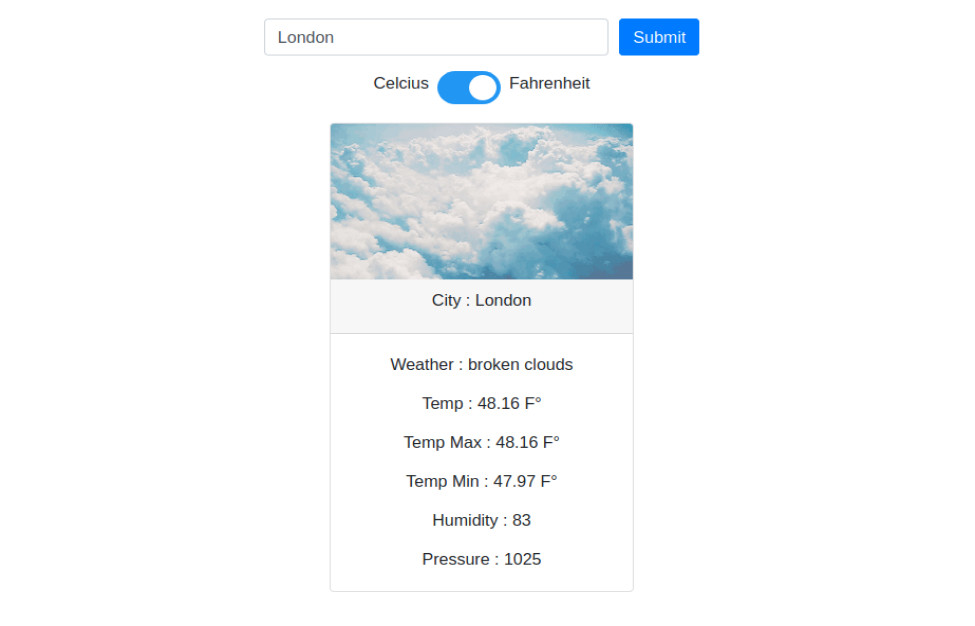 London Submit
Celcius Fahrenheit
City : London
Weather : broken clouds
Temp : 48.16 F°
Temp Max : 48.16 F°
Temp Min : 47.97 F°
Humidity : 83
Pressure : 1025